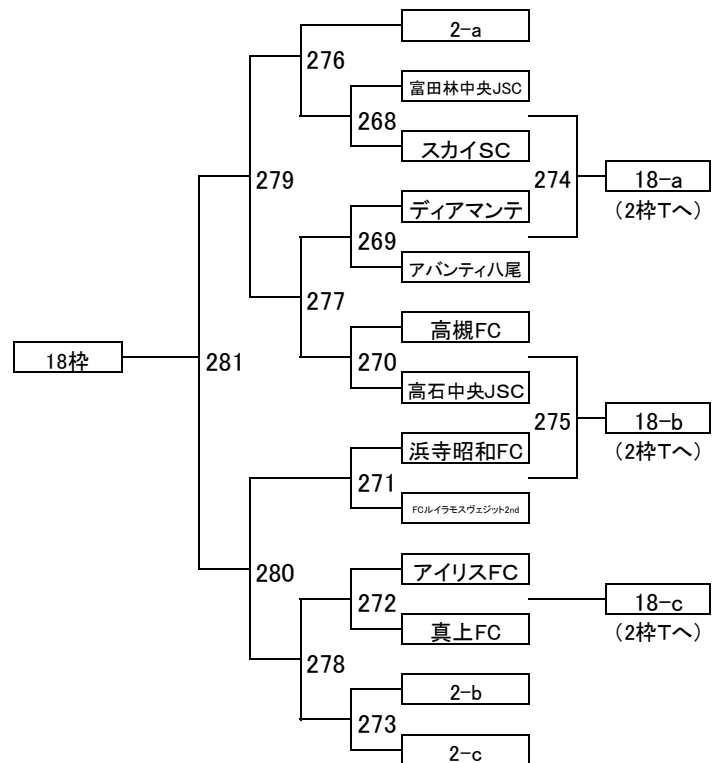 2-a
276
富田林中央JSC
268
スカイSC
274
18-a
(2枠Tへ)
279
ディアマンテ
269
アバンティ八尾
277
高槻FC
18枠
281
270
高石中央JSC
275
18-b
(2枠Tへ)
浜寺昭和FC
271
FCルイラモスヴェジット2nd
280
アイリスFC
272
18-c
(2枠Tへ)
真上FC
278
2-b
273
2-c